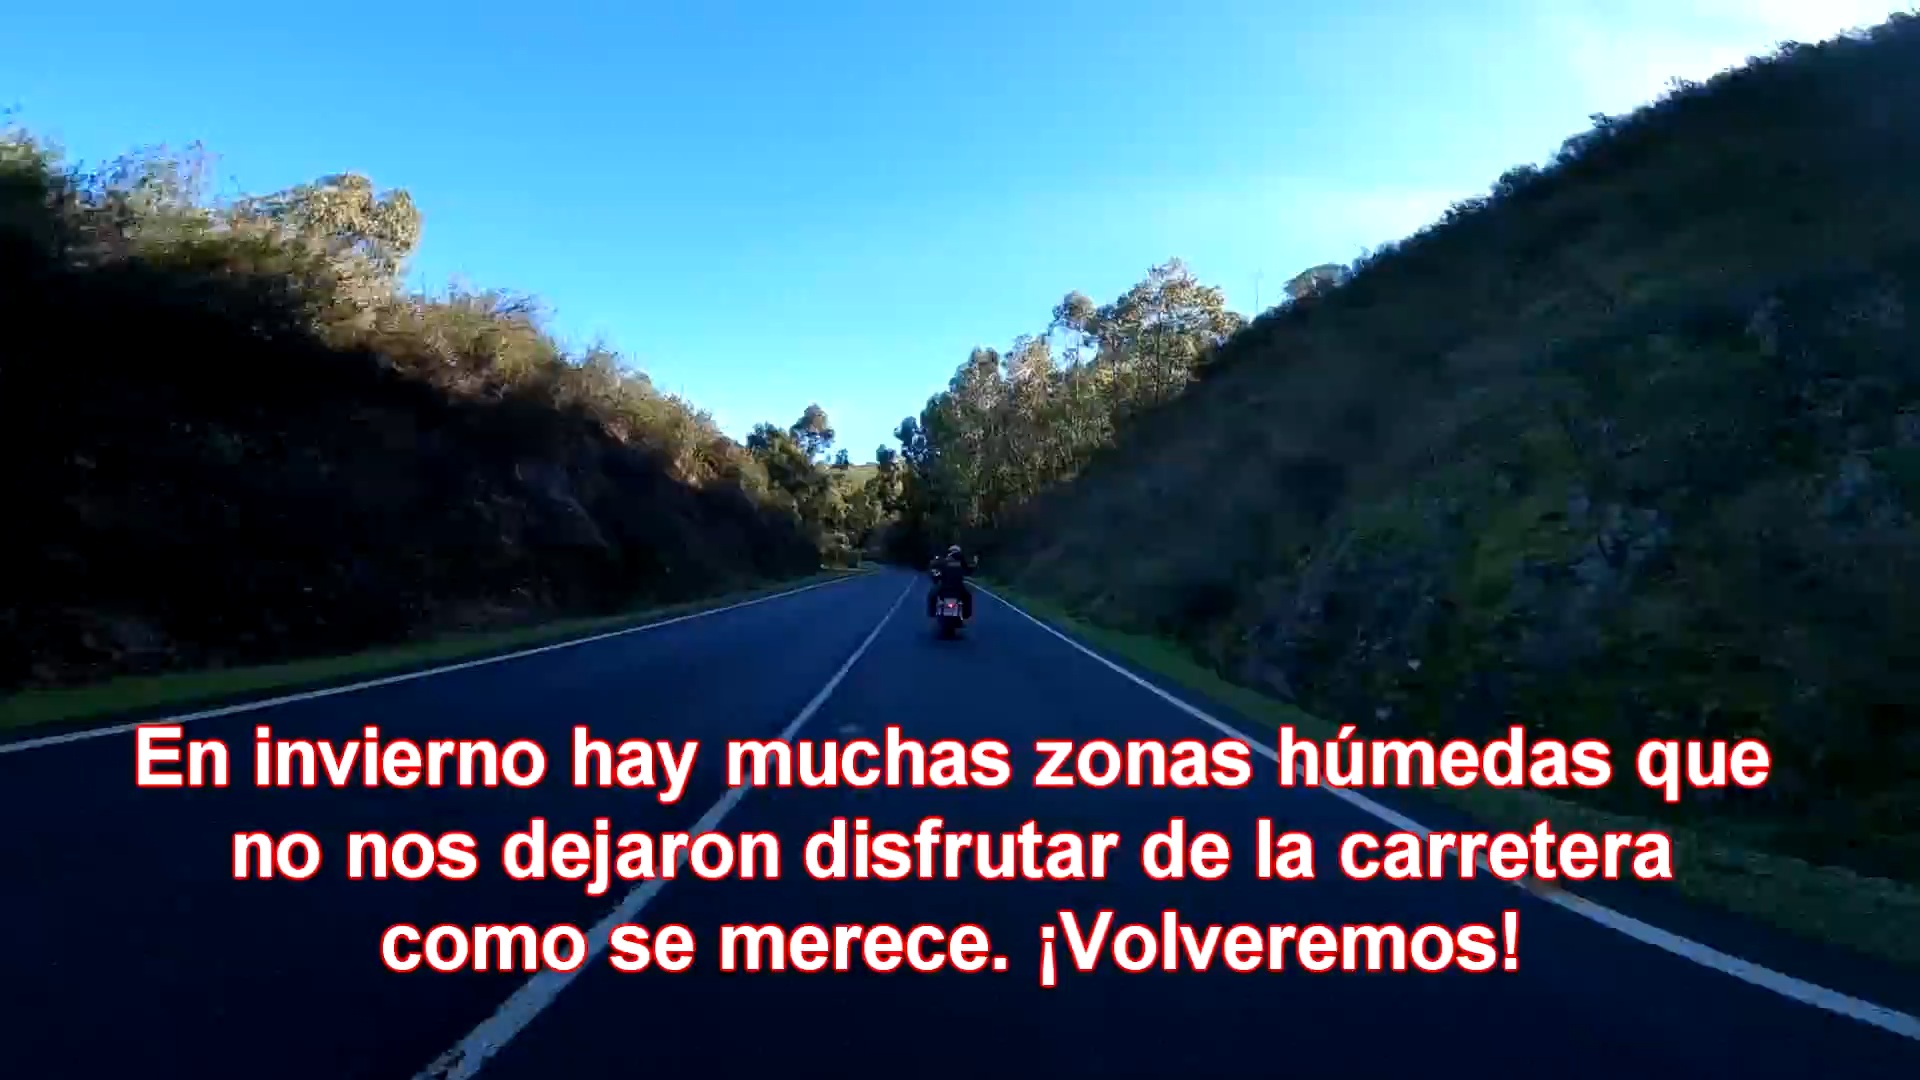 En invierno hay muchas zonas húmedas que
no nos dejaron disfrutar de la carretera
como se merece. ¡Volveremos!